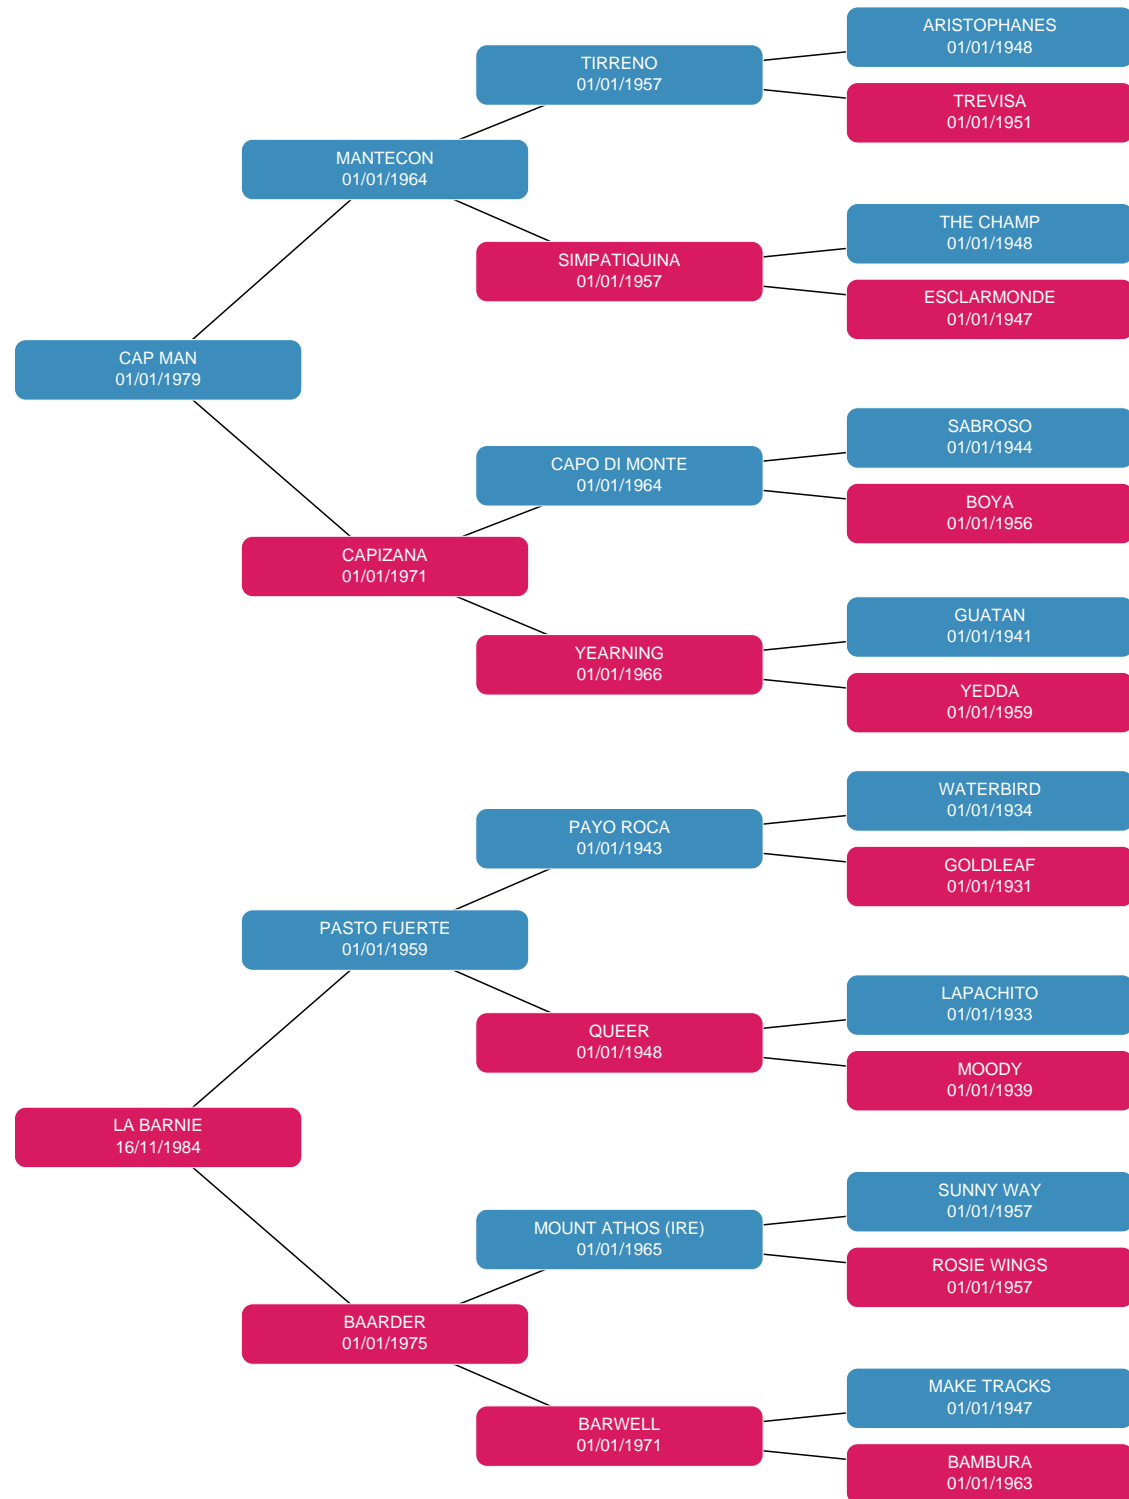 ARISTOPHANES
01/01/1948
TIRRENO
01/01/1957
TREVISA
01/01/1951
MANTECON
01/01/1964
THE CHAMP
01/01/1948
SIMPATIQUINA
01/01/1957
ESCLARMONDE
01/01/1947
CAP MAN
01/01/1979
SABROSO
01/01/1944
CAPO DI MONTE
01/01/1964
BOYA
01/01/1956
CAPIZANA
01/01/1971
GUATAN
01/01/1941
YEARNING
01/01/1966
YEDDA
01/01/1959
WATERBIRD
01/01/1934
PAYO ROCA
01/01/1943
GOLDLEAF
01/01/1931
PASTO FUERTE
01/01/1959
LAPACHITO
01/01/1933
QUEER
01/01/1948
MOODY
01/01/1939
LA BARNIE
16/11/1984
SUNNY WAY
01/01/1957
MOUNT ATHOS (IRE)
01/01/1965
ROSIE WINGS
01/01/1957
BAARDER
01/01/1975
MAKE TRACKS
01/01/1947
BARWELL
01/01/1971
BAMBURA
01/01/1963